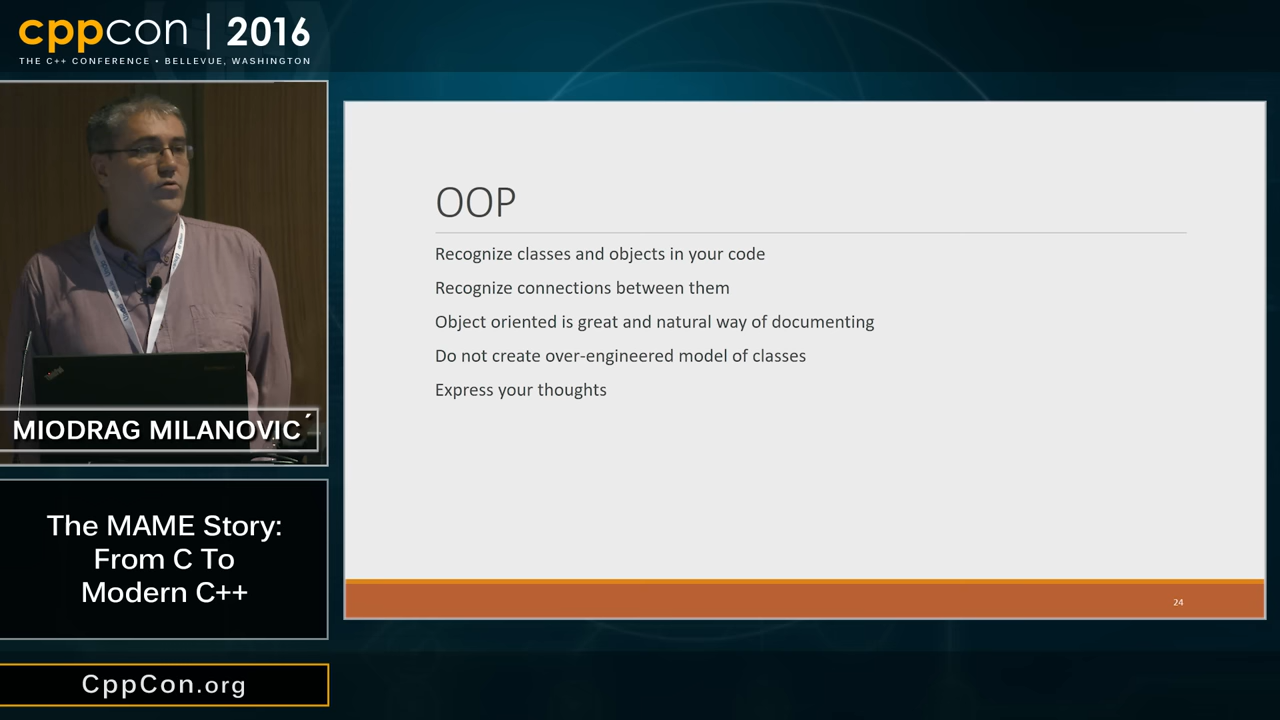 cppcon | 2016
THE C++ CONFERENCE • BELLEVUE, WASHINGTON
MIODRAG MILANOVIC´
The MAME Story:
From C To
Modern C++
CppCon.org
OOP
Recognize classes and objects in your code
Recognize connections between them
Object oriented is great and natural way of documenting
Do not create over-engineered model of classes
Express your thoughts
24